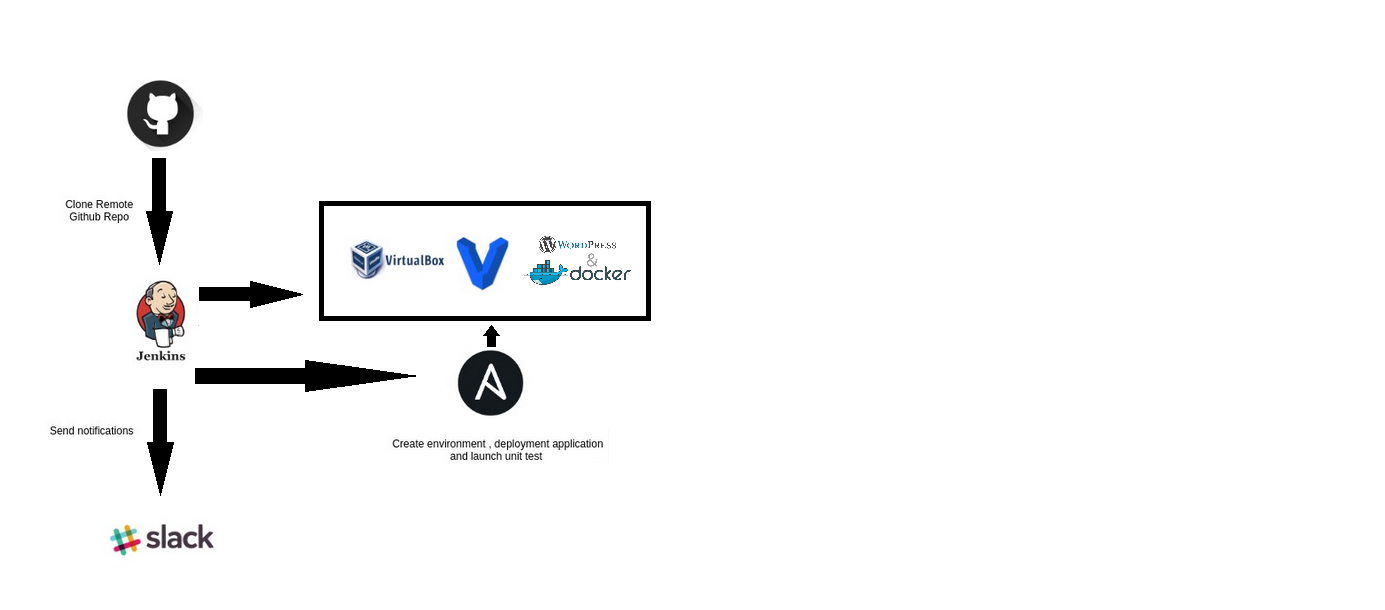 Clone Remote
Github Repo
VirtualBox
WORDPRESS
&
docker
Jenkins
Send notifications
Create environment , deployment application
and launch unit test
slack